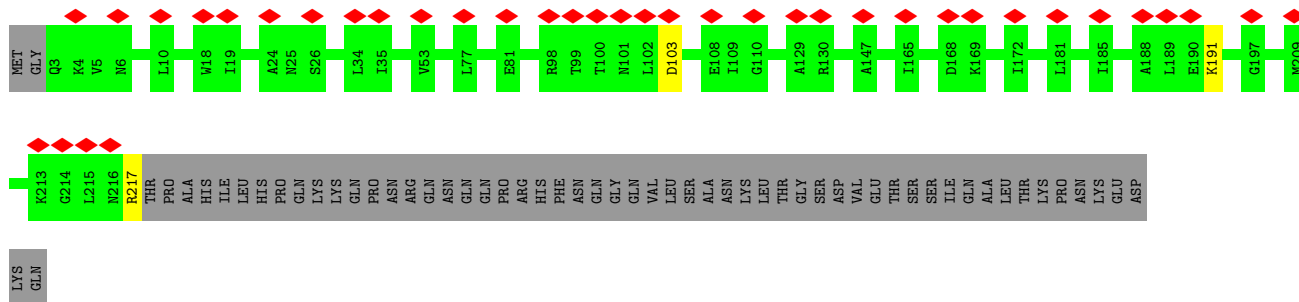 MET GLY Q3 K4 V5 N6 L10 W18 I19 A24 N25 S26 L34 I35 V53 L77 E81 R98 T99 T100 N101 L102 D103 E108 I109 G110 A129 R130 A147 I165 D168 K169 I172 L181 I185 A188 L189 E190 K191 G197 M209
K213 G214 L215 N216 R217 THR PRO ALA HIS ILE LEU HIS PRO GLN LYS LYS GLN PRO ASN ARG GLN ASN GLN GLN PRO ARG HIS PHE ASN GLN GLY GLN VAL LEU SER ALA ASN LYS LEU THR GLY SER ASP VAL GLU THR SER SER ILE GLN ALA LEU THR LYS PRO ASN LYS GLU ASP
LYS GLN